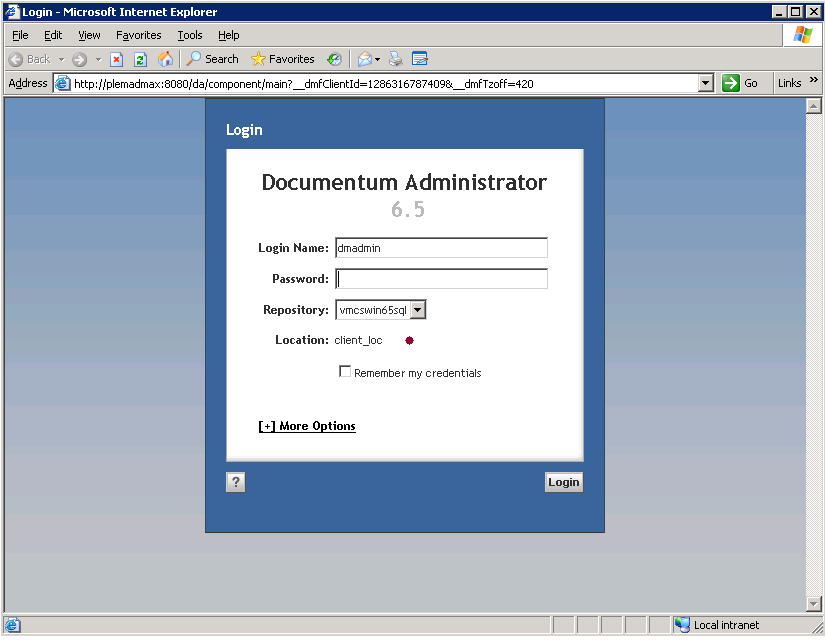 Login - Microsoft Internet Explorer
File Edit View Favorites Tools Help
Back Search Favorites
Address http://plemadmax:8080/da/component/main?__dmfClientId=1286316787409&__dmfTzoff=420 Go Links »
Login
Documentum Administrator
6.5
Login Name: dmadmin
Password:
Repository: vmcswin65sql
Location: client_loc
Remember my credentials
[+] More Options
? Login
Local intranet